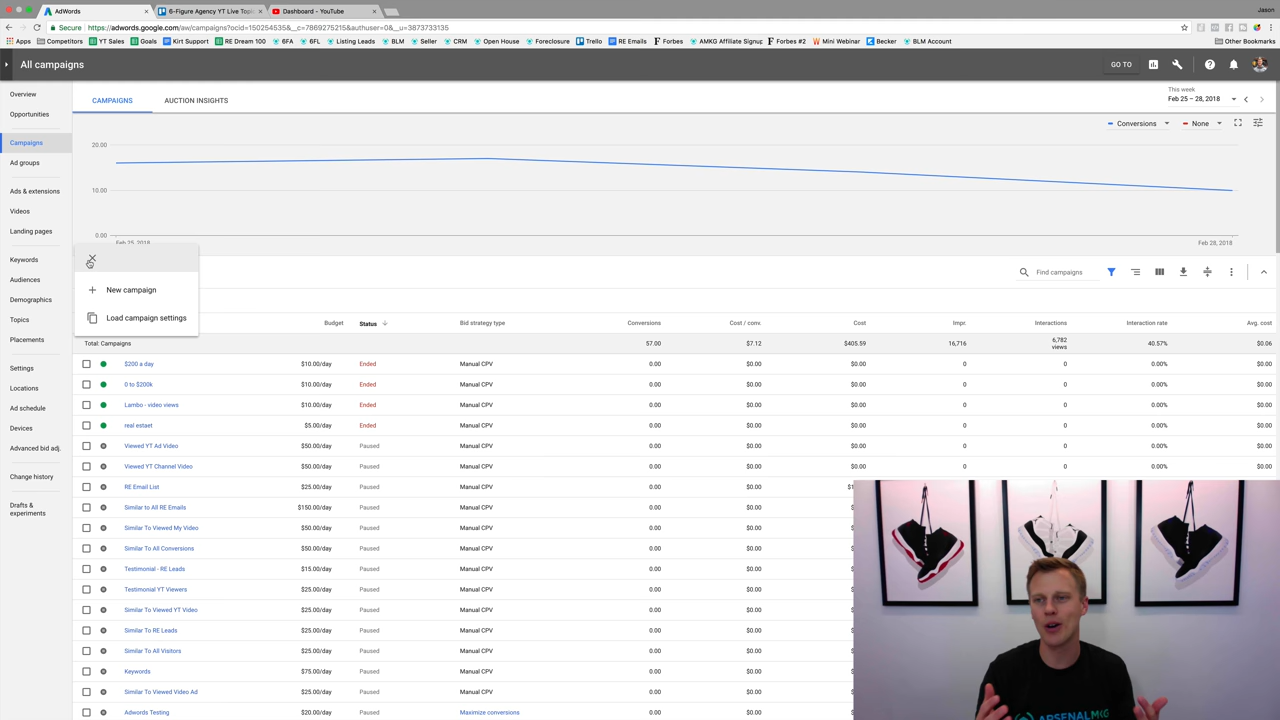 AdWords
6-Figure Agency YT Live Topi
Dashboard - YouTube
Jason
Secure
https://adwords.google.com/aw/campaigns?ocid=150254535&__c=7869275215&authuser=0&__u=3873733135
Apps
Competitors
YT Sales
Goals
Kirt Support
RE Dream 100
6FA
6FL
Listing Leads
BLM
Seller
CRM
Open House
Foreclosure
Trello
RE Emails
Forbes
AMKG Affiliate Signup
Forbes #2
Mini Webinar
Becker
BLM Account
Other Bookmarks
All campaigns
GO TO
Overview
Opportunities
Campaigns
Ad groups
Ads & extensions
Videos
Landing pages
Keywords
Audiences
Demographics
Topics
Placements
Settings
Locations
Ad schedule
Devices
Advanced bid adj.
Change history
Drafts &
experiments
CAMPAIGNS
AUCTION INSIGHTS
This week
Feb 25 – 28, 2018
Conversions
None
20.00
10.00
0.00
Feb 25, 2018
Feb 28, 2018
New campaign
Load campaign settings
Find campaigns
Budget Status Bid strategy type Conversions Cost / conv. Cost Impr. Interactions Interaction rate Avg. cost
Total: Campaigns 57.00 $7.12 $405.59 16,716 6,782 views 40.57% $0.06
$200 a day $10.00/day Ended Manual CPV 0.00 $0.00 $0.00 0 0 0.00% $0.00
0 to $200k $10.00/day Ended Manual CPV 0.00 $0.00 $0.00 0 0 0.00% $0.00
Lambo - video views $10.00/day Ended Manual CPV 0.00 $0.00 $0.00 0 0 0.00% $0.00
real estaet $5.00/day Ended Manual CPV 0.00 $0.00 $0.00 0 0 0.00% $0.00
Viewed YT Ad Video $50.00/day Paused Manual CPV 0.00 $0.00 $0.00 0 0 0.00% $0.00
Viewed YT Channel Video $50.00/day Paused Manual CPV 0.00 $0.00 $0.00 0 0 0.00% $0.00
RE Email List $25.00/day Paused Manual CPV 0.00 $0.00
Similar to All RE Emails $150.00/day Paused Manual CPV 0.00 $0.00
Similar To Viewed My Video $50.00/day Paused Manual CPV 0.00 $0.00
Similar To All Conversions $50.00/day Paused Manual CPV 0.00 $0.00
Testimonial - RE Leads $15.00/day Paused Manual CPV 0.00 $0.00
Testimonial YT Viewers $25.00/day Paused Manual CPV 0.00 $0.00
Similar To Viewed YT Video $25.00/day Paused Manual CPV 0.00 $0.00
Similar To RE Leads $25.00/day Paused Manual CPV 0.00 $0.00
Similar To All Visitors $25.00/day Paused Manual CPV 0.00 $0.00
Keywords $75.00/day Paused Manual CPV 0.00 $0.00
Similar To Viewed Video Ad $25.00/day Paused Manual CPV 0.00 $0.00
Adwords Testing $20.00/day Paused Maximize conversions 0.00 $0.00
ARSENALMKG